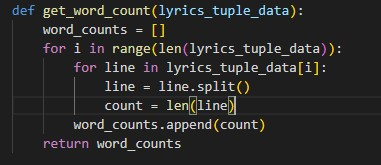 def get_word_count(lyrics_tuple_data):
    word_counts = []
    for i in range(len(lyrics_tuple_data)):
        for line in lyrics_tuple_data[i]:
            line = line.split()
            count = len(line)
        word_counts.append(count)
    return word_counts